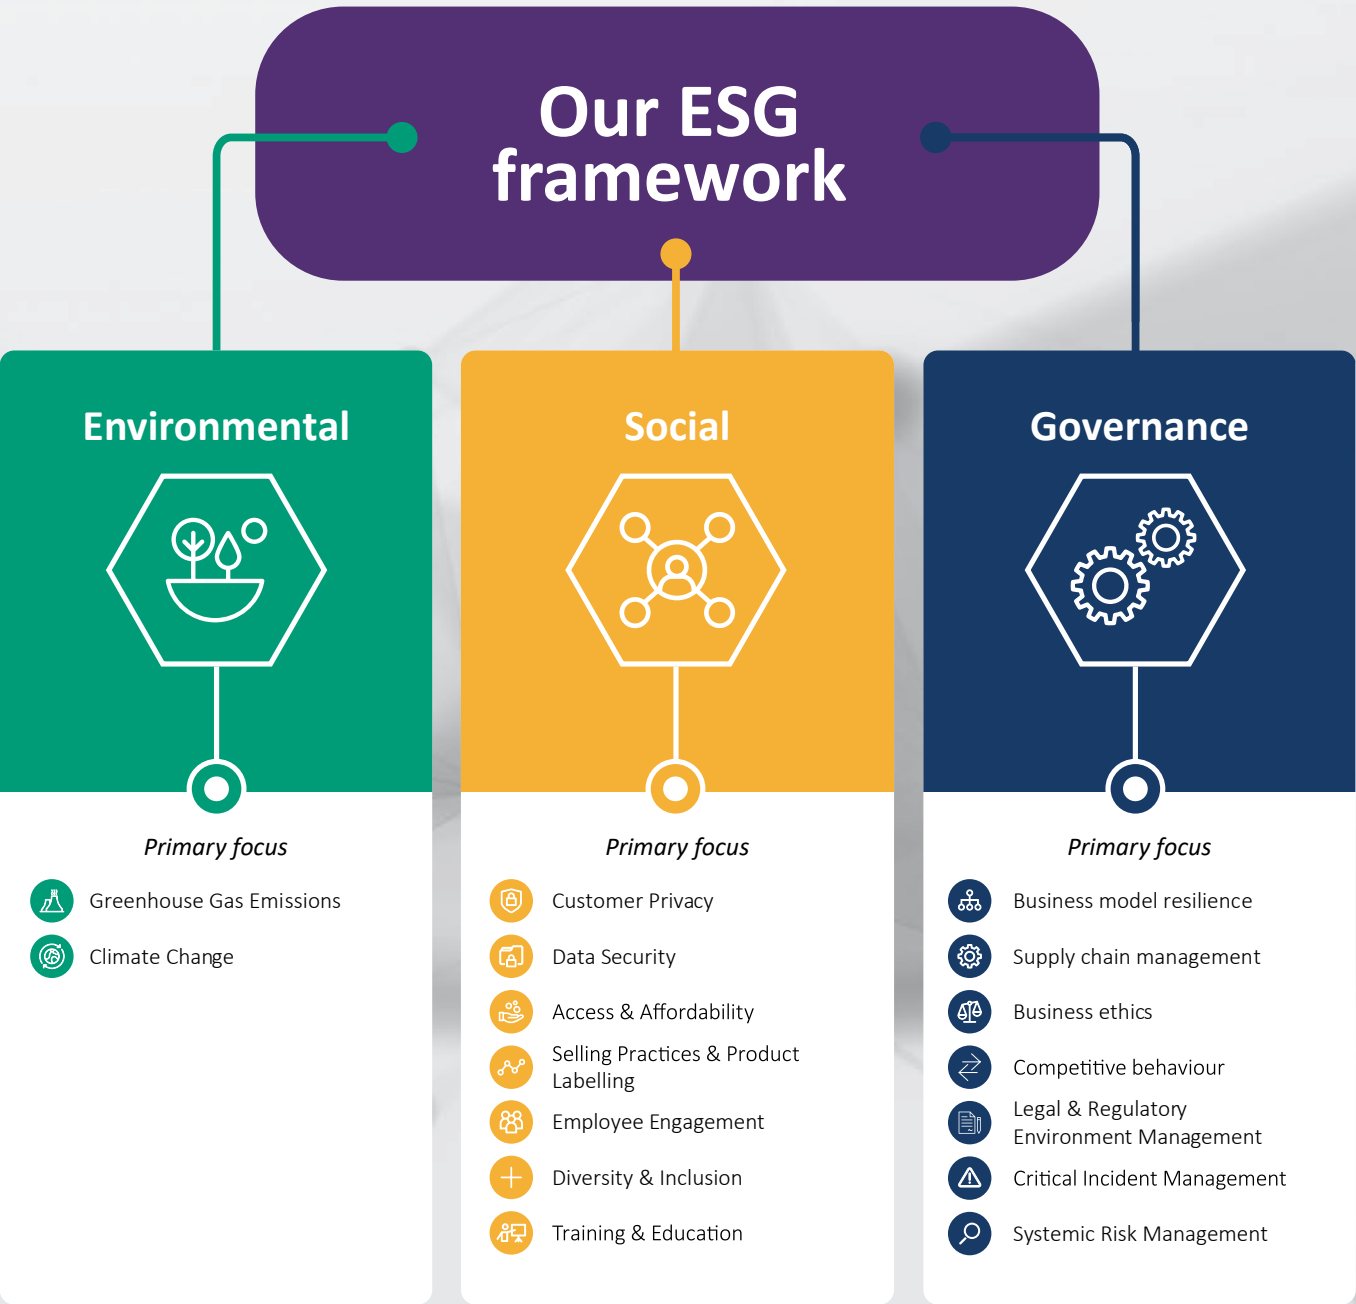 Our ESG
framework
Environmental
Primary focus
Greenhouse Gas Emissions
Climate Change
Social
Primary focus
Customer Privacy
Data Security
Access & Affordability
Selling Practices & Product
Labelling
Employee Engagement
Diversity & Inclusion
Training & Education
Governance
Primary focus
Business model resilience
Supply chain management
Business ethics
Competitive behaviour
Legal & Regulatory
Environment Management
Critical Incident Management
Systemic Risk Management